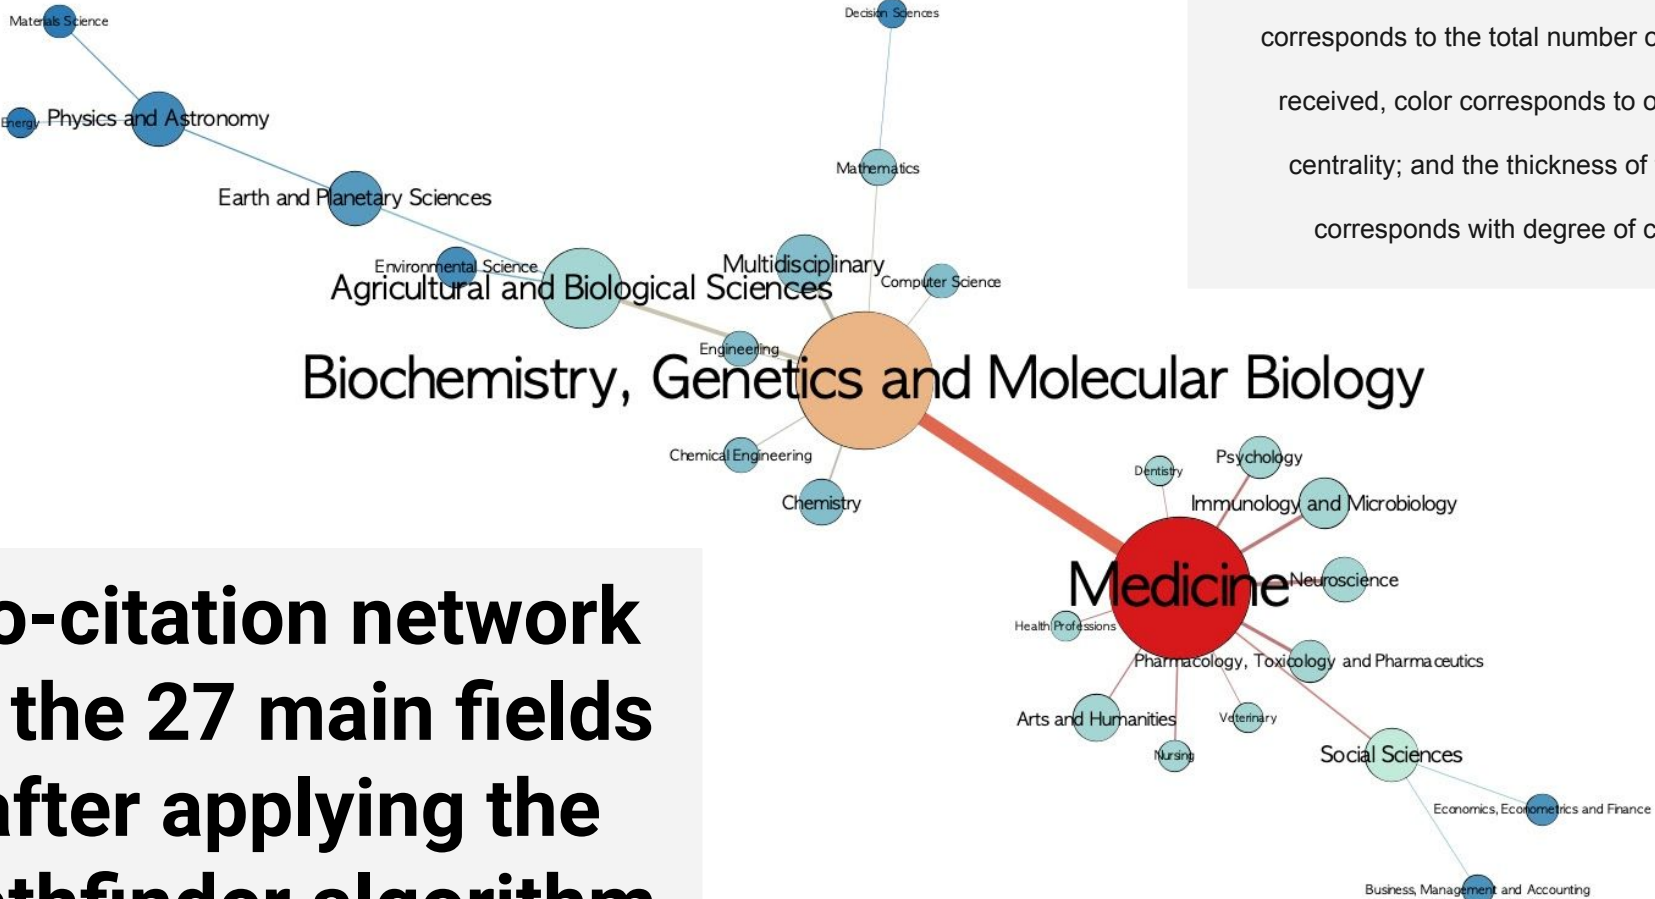 Materials Science
Decision Sciences
corresponds to the total number
Energy
Physics and Astronomy
received, color corresponds to
Mathematics
centrality; and the thickness of
Earth and Planetary Sciences
corresponds with degree of
Environmental Science
Multidisciplinary
Computer Science
Agricultural and Biological Sciences
Engineering
Biochemistry, Genetics and Molecular Biology
Chemical Engineering
Chemistry
Dentistry
Psychology
Immunology and Microbiology
Medicine
Neuroscience
Health Professions
Pharmacology, Toxicology and Pharmaceutics
Arts and Humanities
Veterinary
Nursing
Social Sciences
Economics, Econometrics and Finance
Business, Management and Accounting
o-citation network
the 27 main fields
after applying the
thfinder algorithm